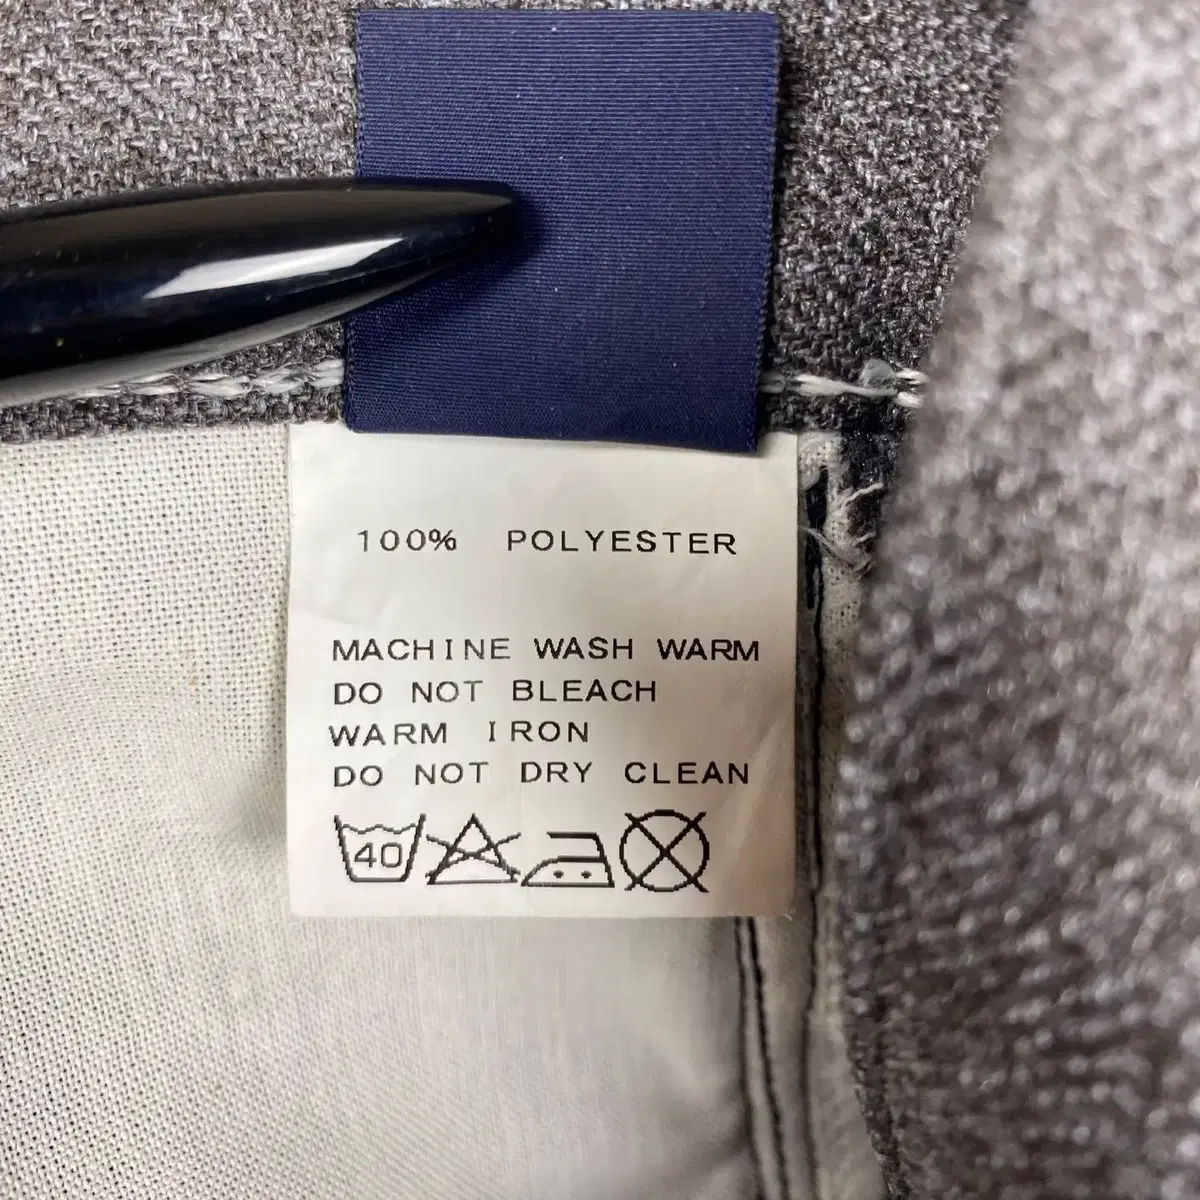 100% POLYESTER
MACHINE WASH WARM
DO NOT BLEACH
WARM IRON
DO NOT DRY CLEAN
40